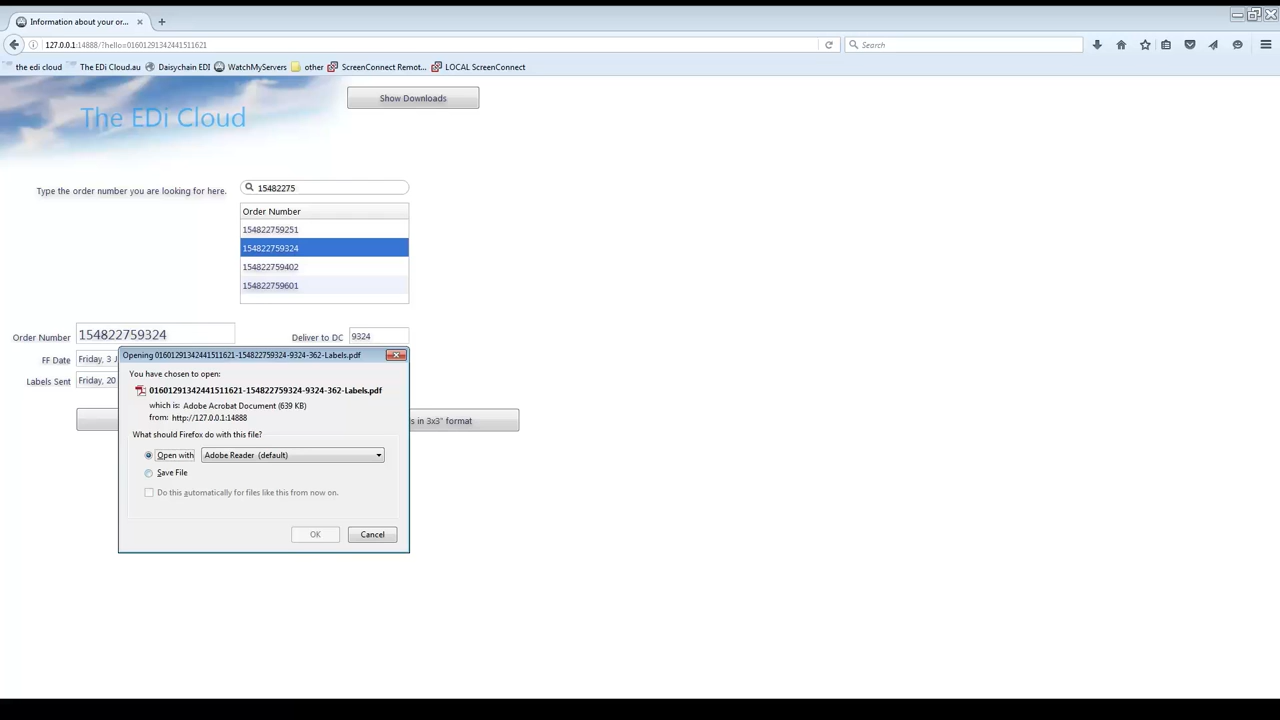 Information about your or...
127.0.0.1:14888/?hello=01601291342441511621
Search
the edi cloud The EDi Cloud.au Daisychain EDI WatchMyServers other ScreenConnect Remot... LOCAL ScreenConnect
The EDi Cloud
Show Downloads
Type the order number you are looking for here.
15482275
Order Number
154822759251
154822759324
154822759402
154822759601
Order Number 154822759324 Deliver to DC 9324
FF Date Friday, 3 J
Labels Sent Friday, 20
s in 3x3" format
Opening 01601291342441511621-154822759324-9324-362-Labels.pdf
You have chosen to open:
01601291342441511621-154822759324-9324-362-Labels.pdf
which is: Adobe Acrobat Document (639 KB)
from: http://127.0.0.1:14888
What should Firefox do with this file?
Open with Adobe Reader (default)
Save File
Do this automatically for files like this from now on.
OK Cancel